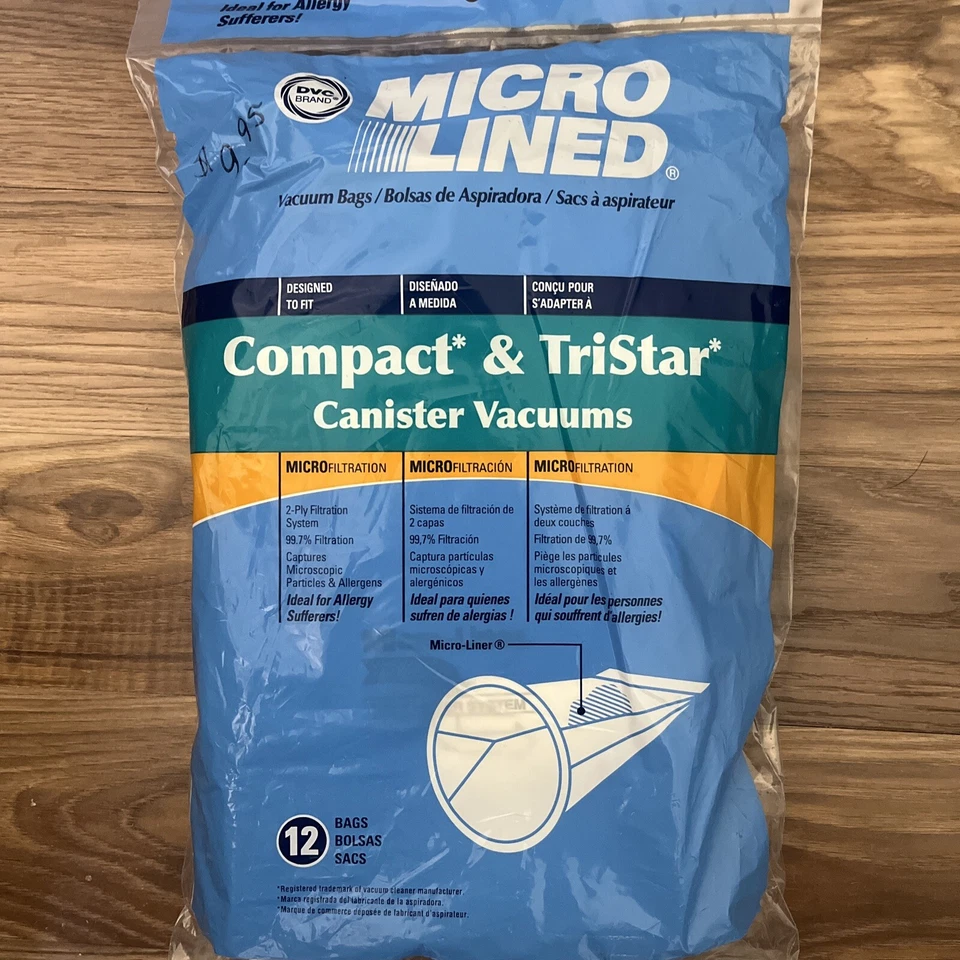 Ideal for Allergy
Sufferers!
DVC
BRAND
MICRO
LINED®
9.95
Vacuum Bags / Bolsas de Aspiradora / Sacs à aspirateur
DESIGNED
TO FIT
DISEÑADO
A MEDIDA
CONÇU POUR
S'ADAPTER À
Compact* & TriStar*
Canister Vacuums
MICROFILTRATION
2-Ply Filtration
System
99.7% Filtration
Captures
Microscopic
Particles & Allergens
Ideal for Allergy
Sufferers!
MICROFILTRACIÓN
Sistema de filtración de
2 capas
99,7% Filtración
Captura partículas
microscópicas y
alergénicos
Ideal para quienes
sufren de alergias !
MICROFILTRATION
Système de filtration á
deux couches
Filtration de 99,7%
Piège les particules
microscopiques et
les allergènes
Idéal pour les personnes
qui souffrent d'allergies!
Micro-Liner®
12
BAGS
BOLSAS
SACS
*Registered trademark of vacuum cleaner manufacturer.
*Marca registrada del fabricante de la aspiradora.
*Marque de commerce déposée de fabricant d'aspirateur.